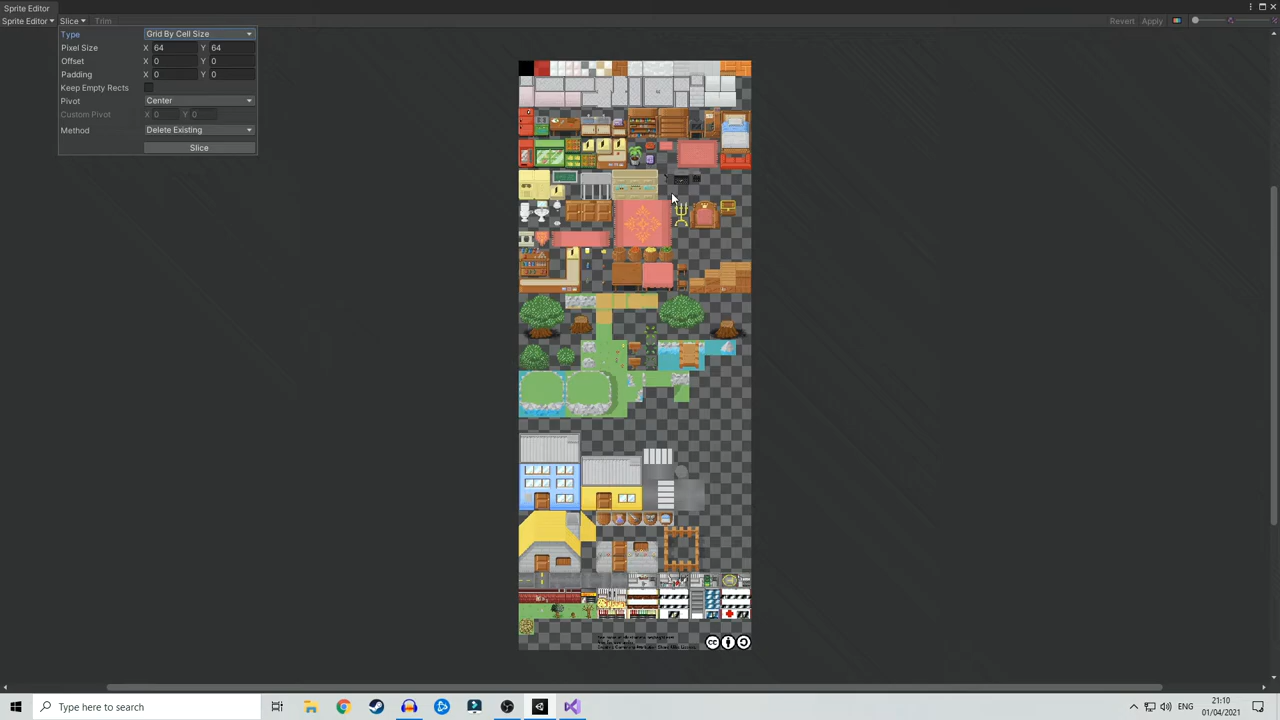 Sprite Editor
Sprite Editor Slice Trim Revert Apply
Type Grid By Cell Size
Pixel Size X 64 Y 64
Offset X 0 Y 0
Padding X 0 Y 0
Keep Empty Rects
Pivot Center
Custom Pivot X 0 Y 0
Method Delete Existing
Slice
Type here to search
ENG
21:10
01/04/2021